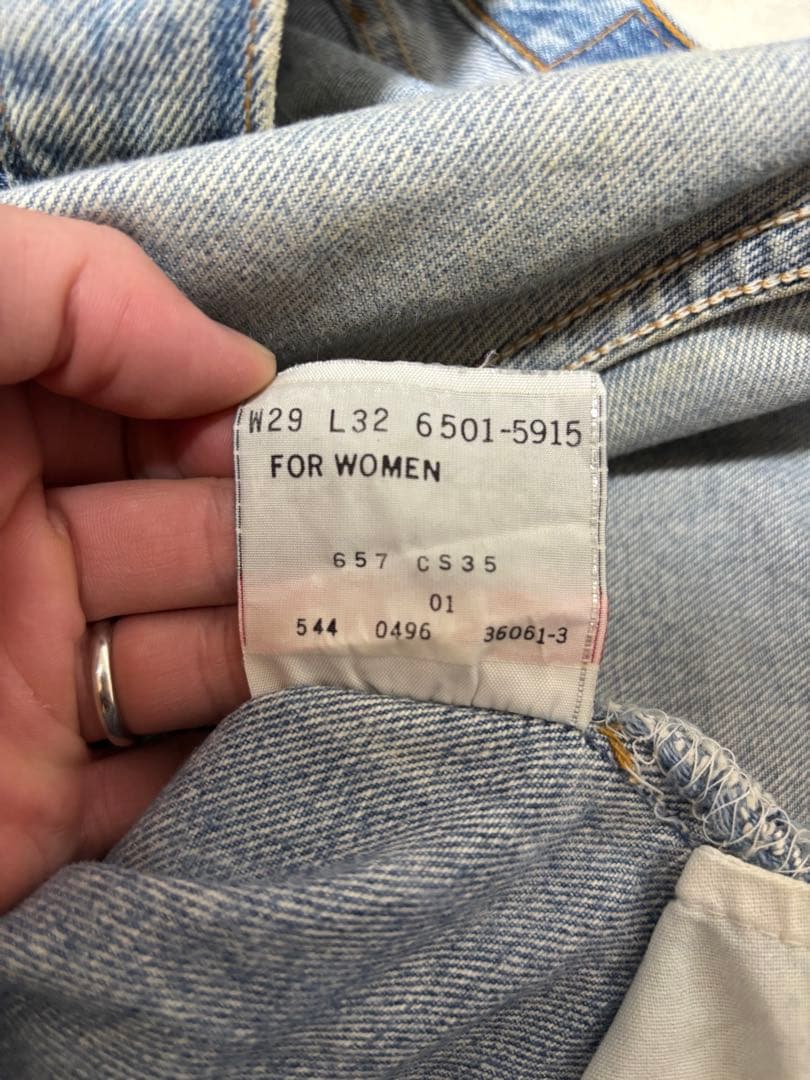 W29 L32 6501-5915
FOR WOMEN
657 CS35
01
544 0496 36061-3